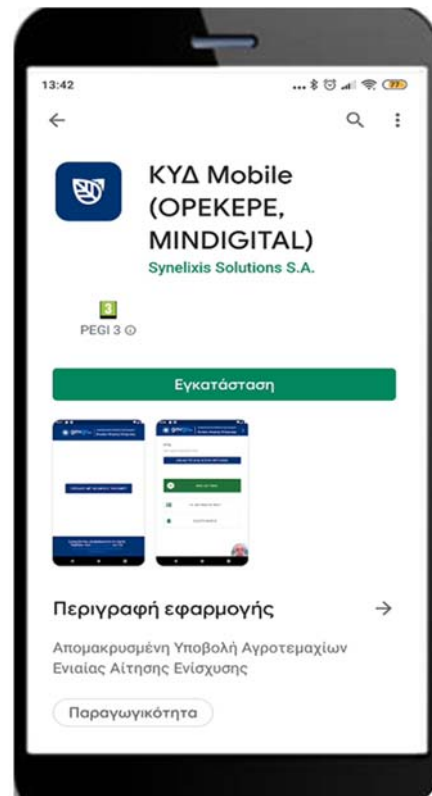 13:42
77
ΚΥΔ Mobile
(OPEKEPE,
MINDIGITAL)
Synelixis Solutions S.A.
3
PEGI 3
Εγκατάσταση
Περιγραφή εφαρμογής
Απομακρυσμένη Υποβολή Αγροτεμαχίων
Ενιαίας Αίτησης Ενίσχυσης
Παραγωγικότητα